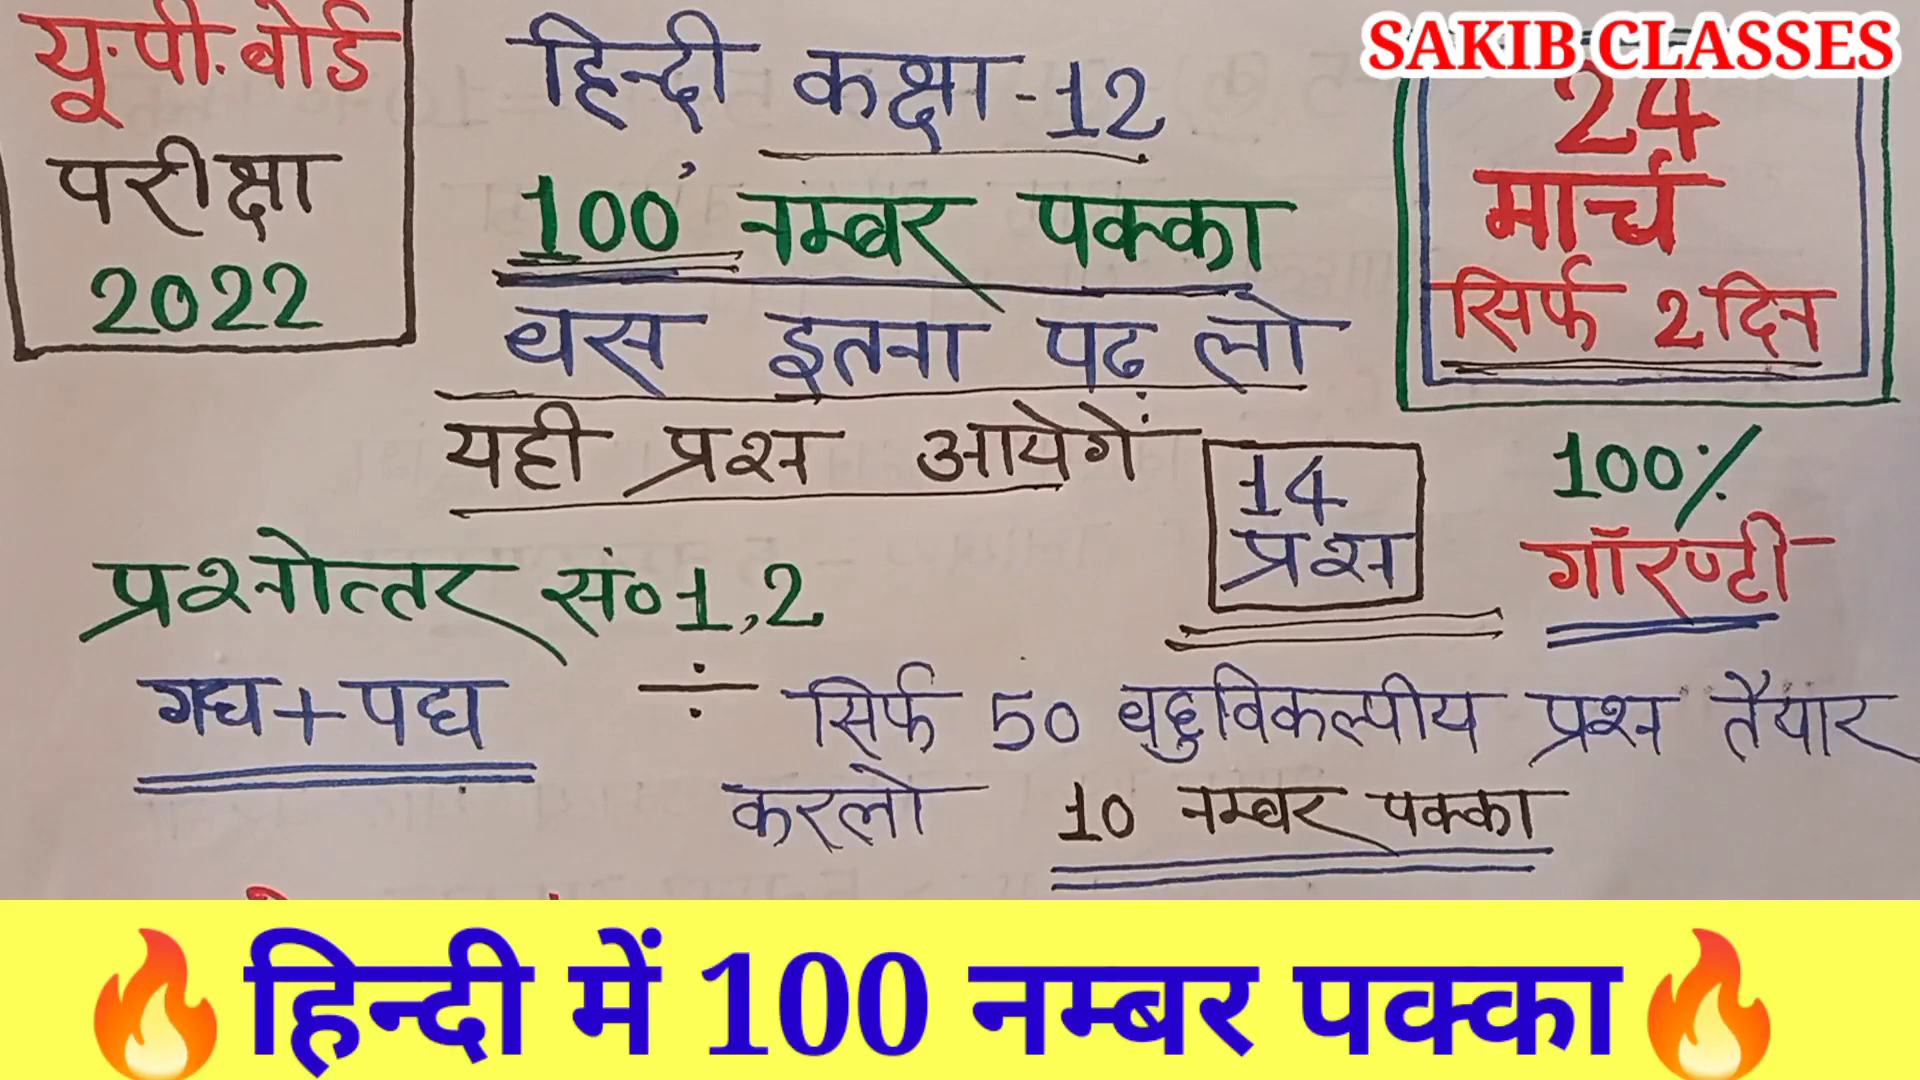 यू.पी.बोर्ड
परीक्षा
2022
हिन्दी कक्षा-12
100 नम्बर पक्का
बस इतना पढ लो
यही प्रश्न आयेगें
SAKIB CLASSES
24
मार्च
सिर्फ 2 दिन
14
प्रश्न
100%
गॉरण्टी
प्रश्नोत्तर सं० 1,2
गद्य + पद्य ÷ सिर्फ 50 बहुविकल्पीय प्रश्न तैयार
करलो 10 नम्बर पक्का
🔥हिन्दी में 100 नम्बर पक्का🔥